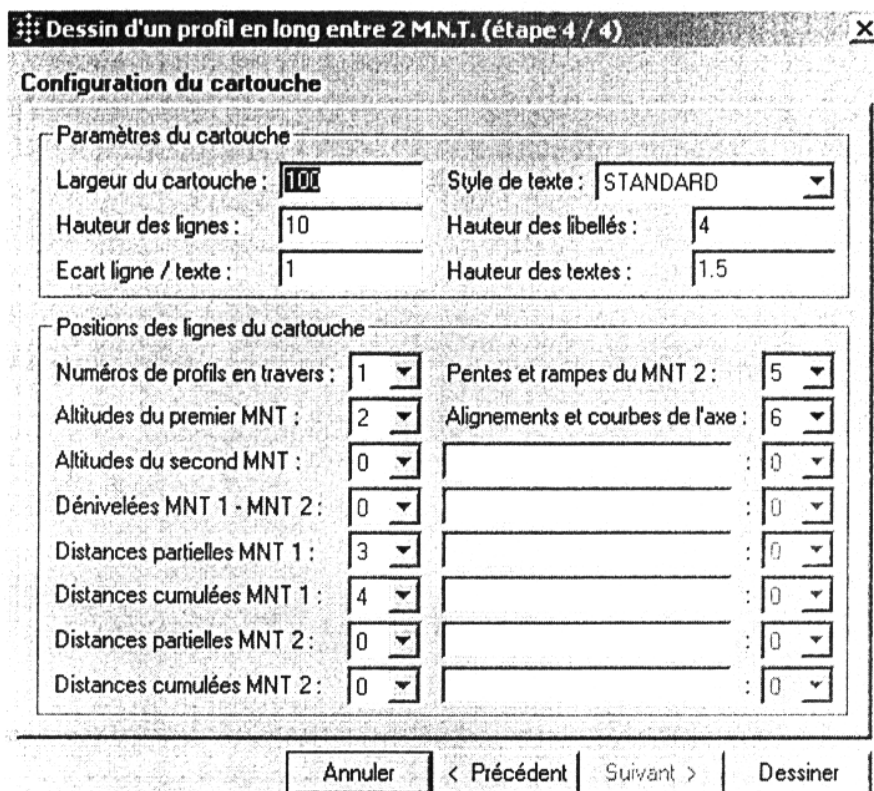 Dessin d'un profil en long entre 2 M.N.T. (étape 4 / 4)
Configuration du cartouche
Paramètres du cartouche
Largeur du cartouche : 100 Style de texte : STANDARD
Hauteur des lignes : 10 Hauteur des libellés : 4
Ecart ligne / texte : 1 Hauteur des textes : 1.5
Positions des lignes du cartouche
Numéros de profils en travers : 1 Pentes et rampes du MNT 2 : 5
Altitudes du premier MNT : 2 Alignements et courbes de l'axe : 6
Altitudes du second MNT : 0 : 0
Dénivelées MNT 1 - MNT 2 : 0 : 0
Distances partielles MNT 1 : 3 : 0
Distances cumulées MNT 1 : 4 : 0
Distances partielles MNT 2 : 0 : 0
Distances cumulées MNT 2 : 0 : 0
Annuler < Précédent Suivant > Dessiner